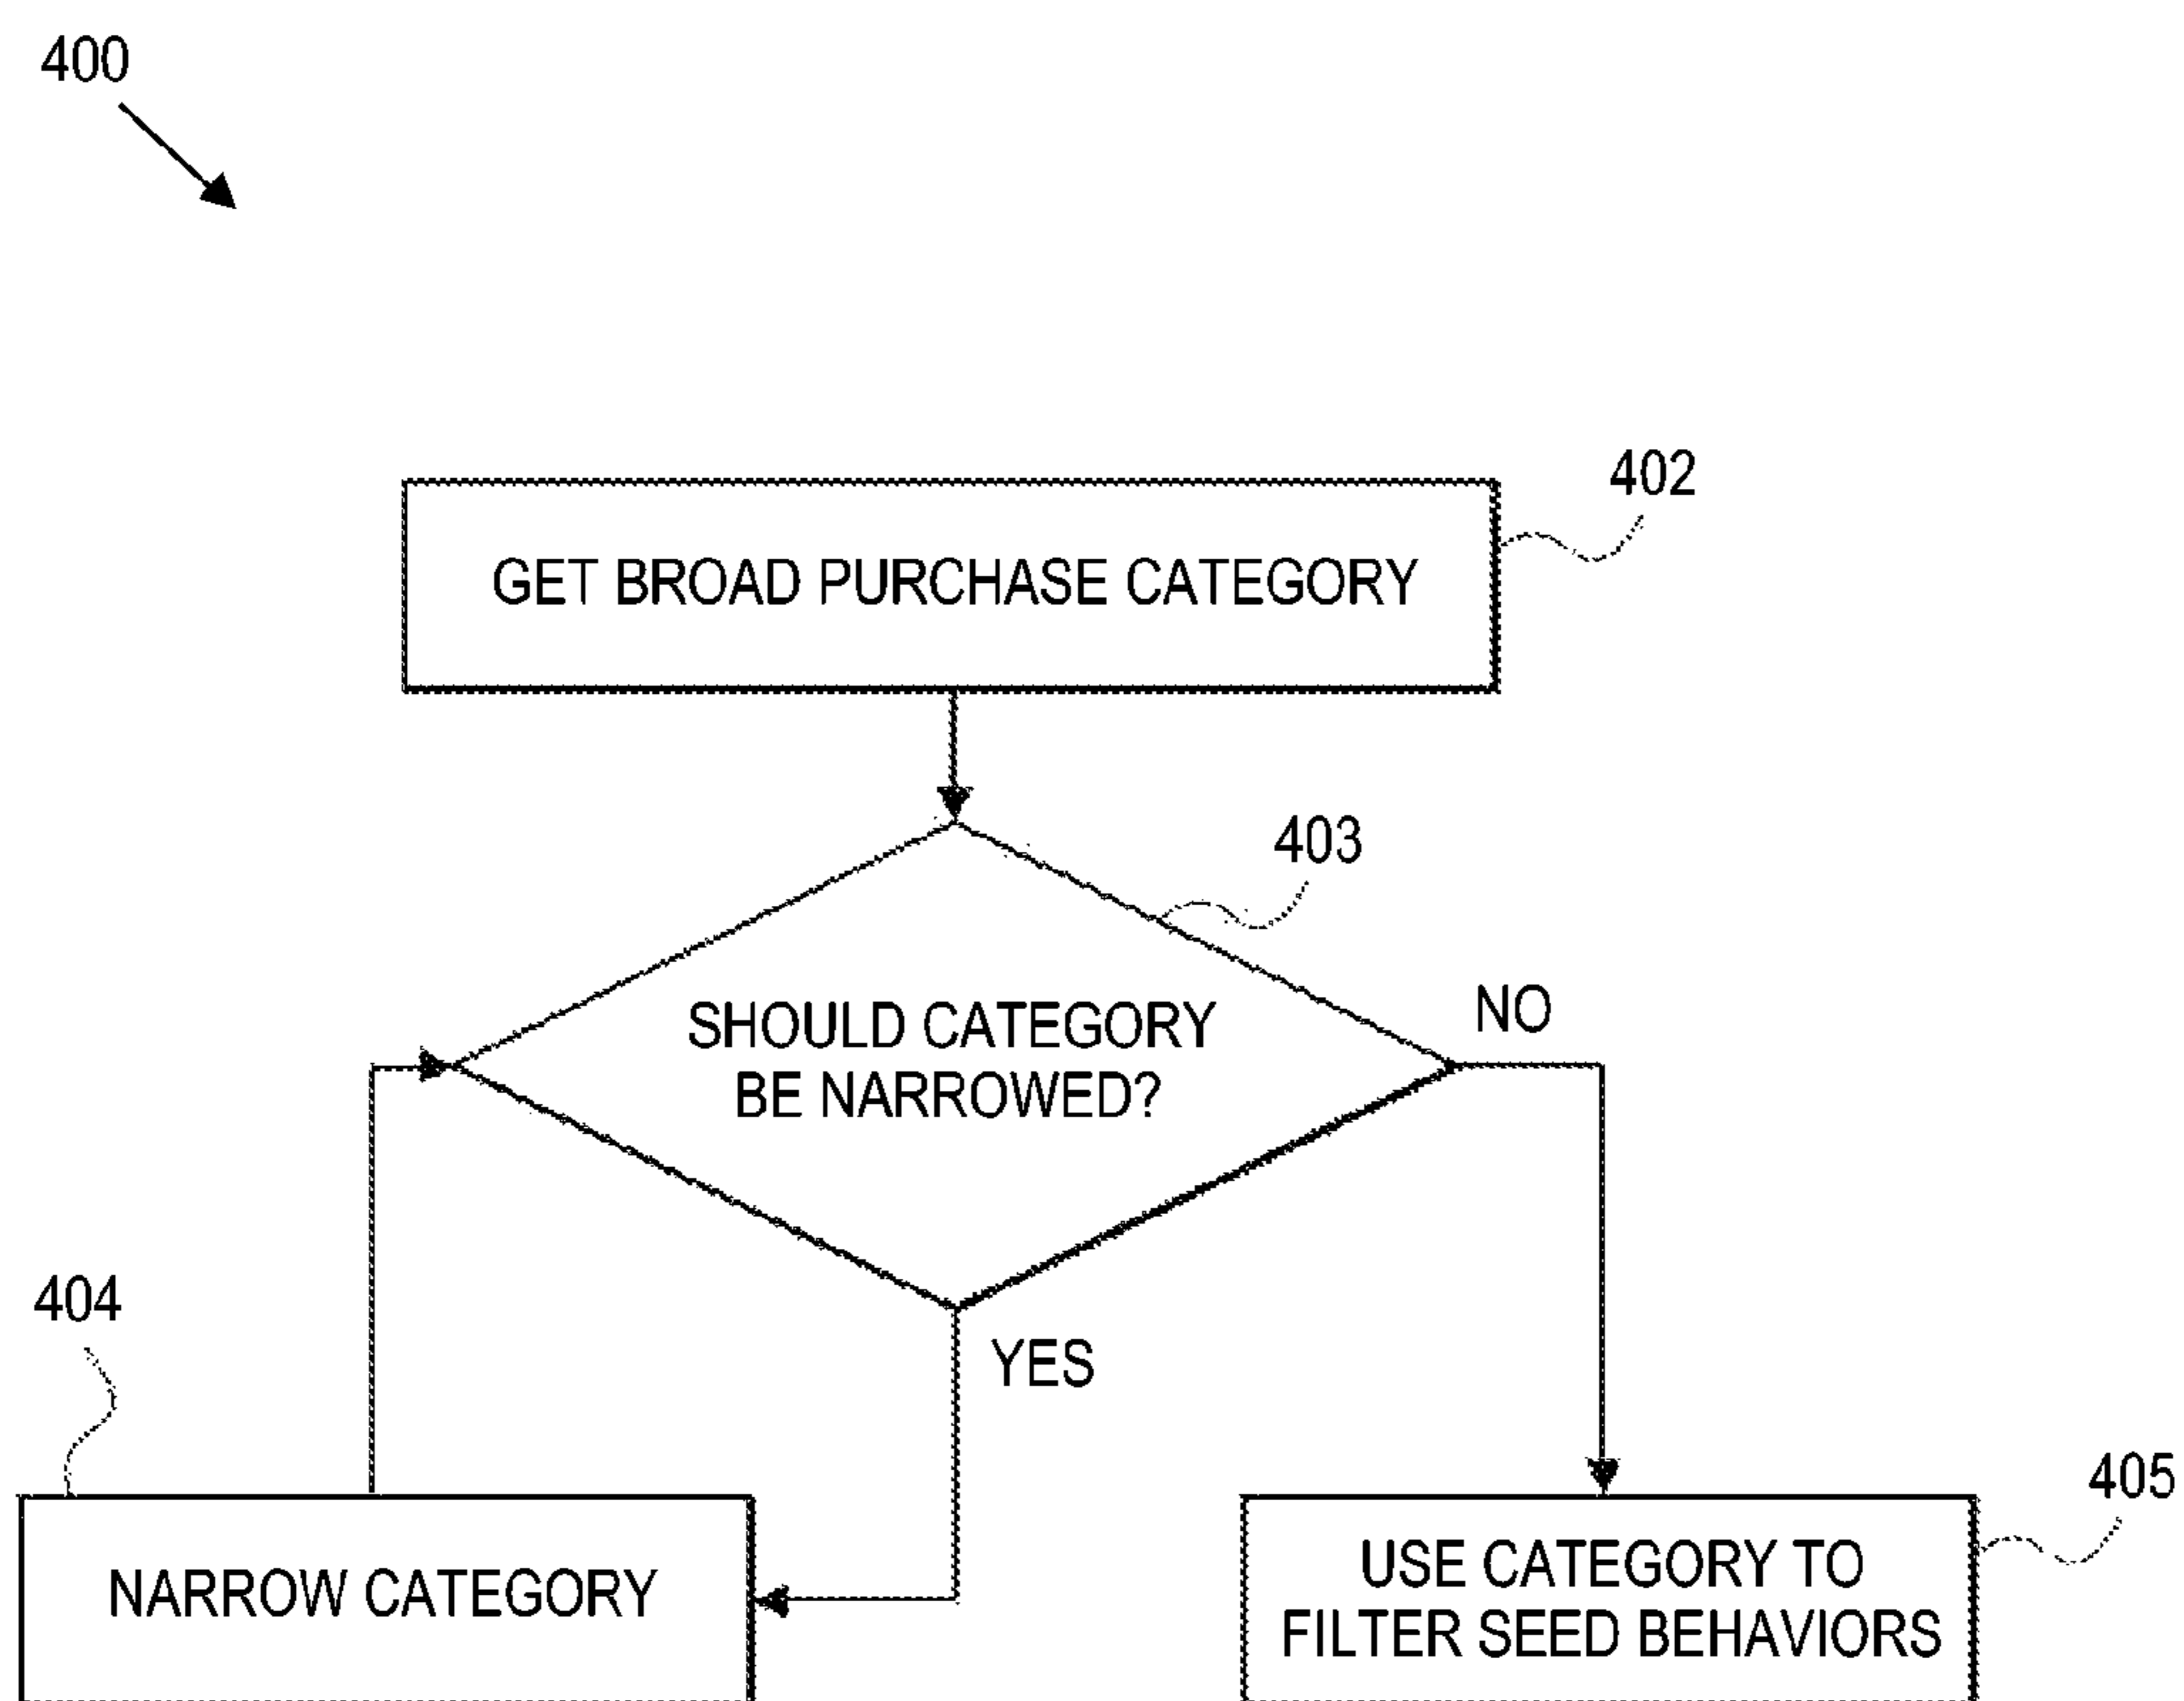 400
402
GET BROAD PURCHASE CATEGORY
403
SHOULD CATEGORY
BE NARROWED?
NO
YES
404
NARROW CATEGORY
405
USE CATEGORY TO
FILTER SEED BEHAVIORS